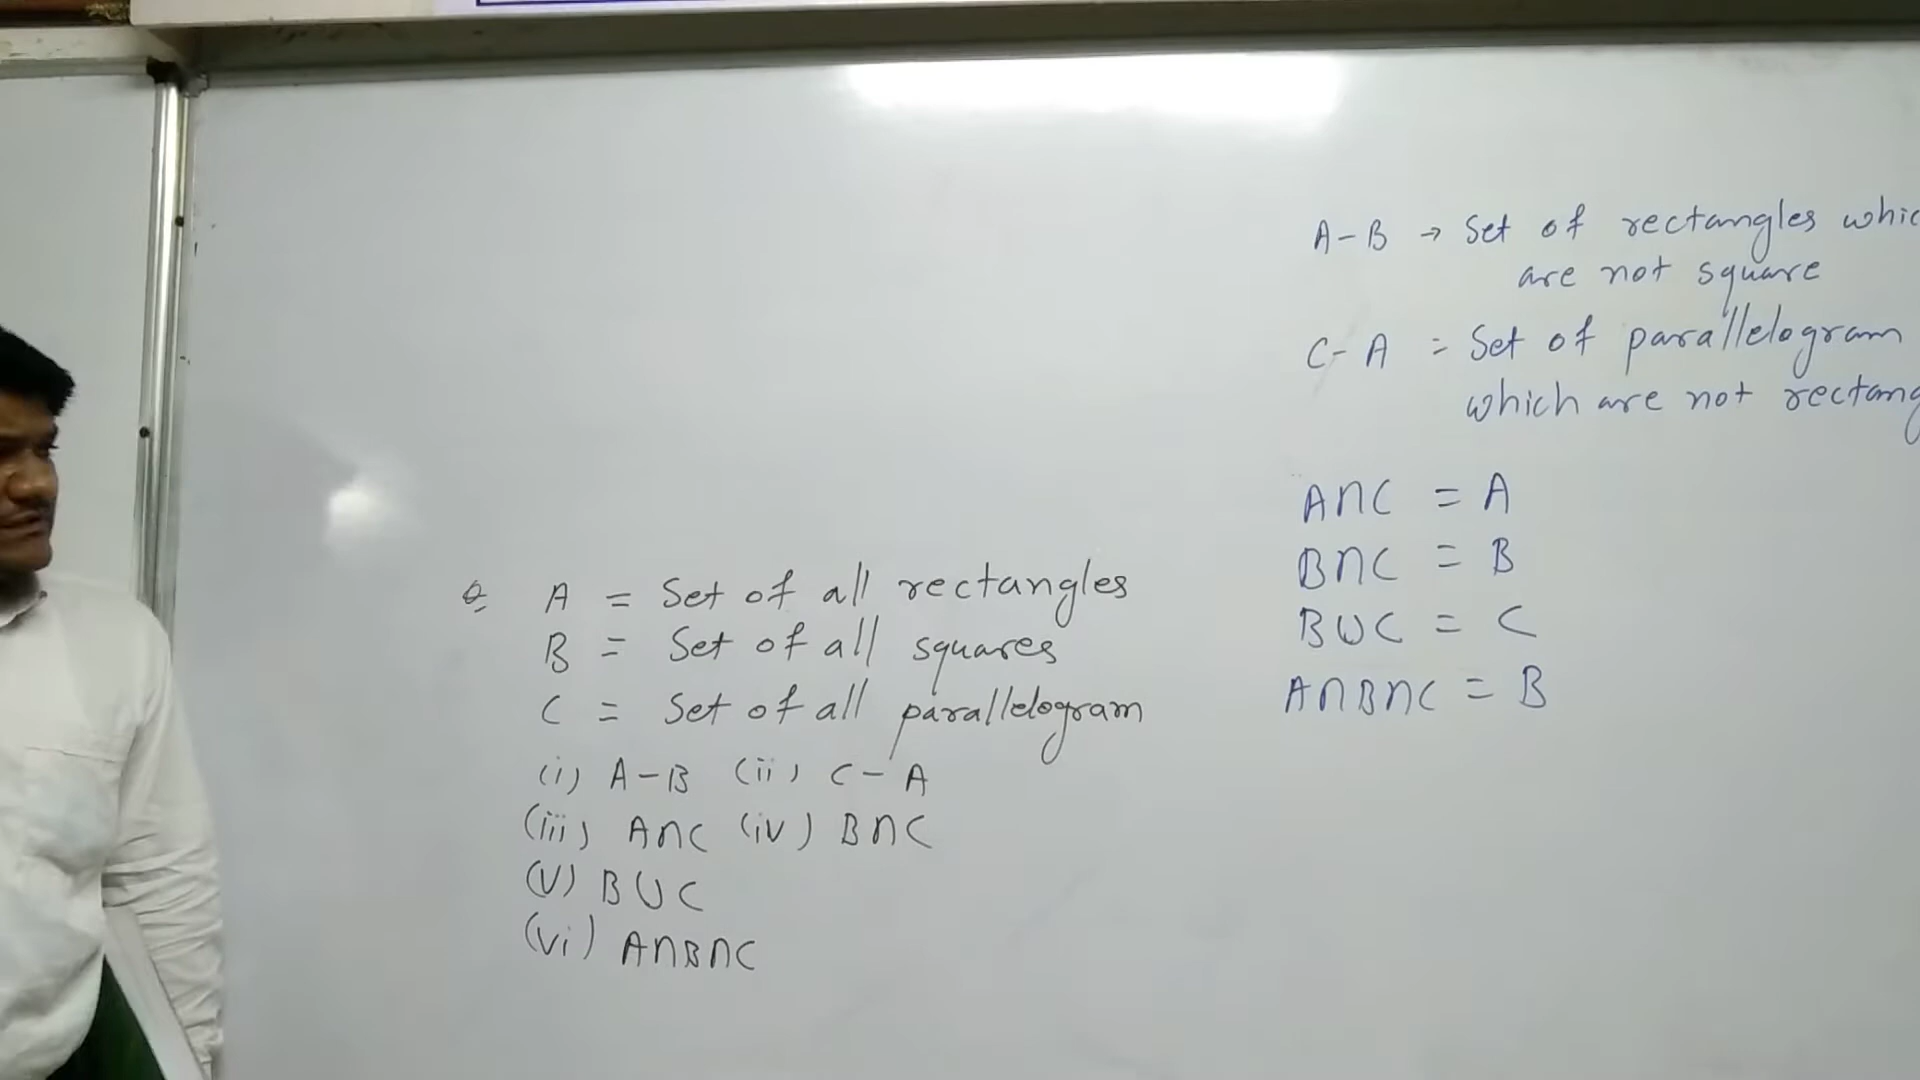 Q. A = Set of all rectangles
B = Set of all squares
C = Set of all parallelogram
(i) A-B (ii) C-A
(iii) A∩C (iv) B∩C
(v) B∪C
(vi) A∩B∩C
A-B → Set of rectangles whic
are not square
C-A = Set of parallelogram
which are not rectang
A∩C = A
B∩C = B
B∪C = C
A∩B∩C = B